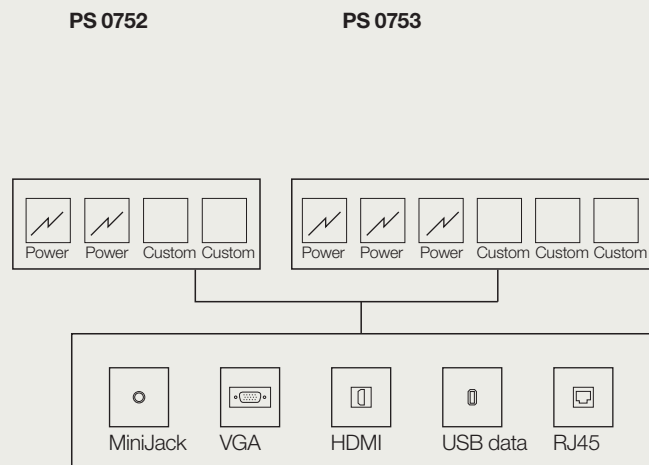 PS 0752 PS 0753
Power Power Custom Custom Power Power Power Custom Custom Custom
MiniJack VGA HDMI USB data RJ45